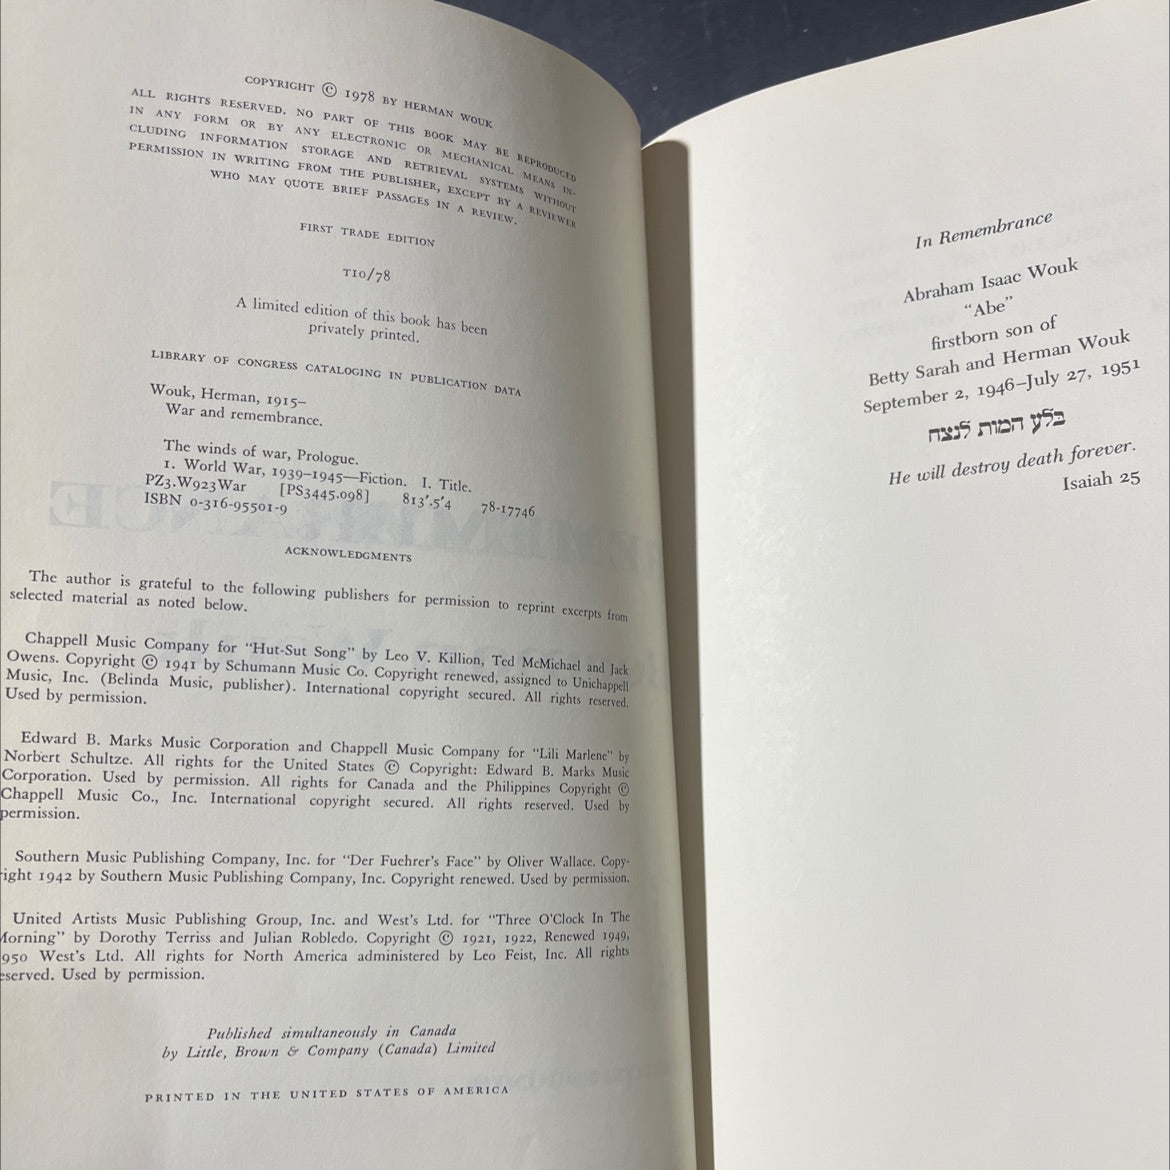 COPYRIGHT © 1978 BY HERMAN WOUK
ALL RIGHTS RESERVED. NO PART OF THIS BOOK MAY BE REPRODUCED
IN ANY FORM OR BY ANY ELECTRONIC OR MECHANICAL MEANS IN-
CLUDING INFORMATION STORAGE AND RETRIEVAL SYSTEMS WITHOUT
PERMISSION IN WRITING FROM THE PUBLISHER, EXCEPT BY A REVIEWER
WHO MAY QUOTE BRIEF PASSAGES IN A REVIEW.
FIRST TRADE EDITION
T10/78
A limited edition of this book has been
privately printed.
LIBRARY OF CONGRESS CATALOGING IN PUBLICATION DATA
Wouk, Herman, 1915–
War and remembrance.
The winds of war, Prologue.
1. World War, 1939–1945—Fiction. I. Title.
PZ3.W923War [PS3445.098] 813'.5'4 78-17746
ISBN 0-316-95501-9
ACKNOWLEDGMENTS
The author is grateful to the following publishers for permission to reprint excerpts from
selected material as noted below.
Chappell Music Company for "Hut-Sut Song" by Leo V. Killion, Ted McMichael and Jack
Owens. Copyright © 1941 by Schumann Music Co. Copyright renewed, assigned to Unichappell
Music, Inc. (Belinda Music, publisher). International copyright secured. All rights reserved.
Used by permission.
Edward B. Marks Music Corporation and Chappell Music Company for "Lili Marlene" by
Norbert Schultze. All rights for the United States © Copyright: Edward B. Marks Music
Corporation. Used by permission. All rights for Canada and the Philippines Copyright ©
Chappell Music Co., Inc. International copyright secured. All rights reserved. Used by
permission.
Southern Music Publishing Company, Inc. for "Der Fuehrer's Face" by Oliver Wallace. Copy-
right 1942 by Southern Music Publishing Company, Inc. Copyright renewed. Used by permission.
United Artists Music Publishing Group, Inc. and West's Ltd. for "Three O'Clock In The
Morning" by Dorothy Terriss and Julian Robledo. Copyright © 1921, 1922, Renewed 1949,
950 West's Ltd. All rights for North America administered by Leo Feist, Inc. All rights
eserved. Used by permission.
Published simultaneously in Canada
by Little, Brown & Company (Canada) Limited
PRINTED IN THE UNITED STATES OF AMERICA
In Remembrance
Abraham Isaac Wouk
"Abe"
firstborn son of
Betty Sarah and Herman Wouk
September 2, 1946–July 27, 1951
בלע המות לנצח
He will destroy death forever.
Isaiah 25